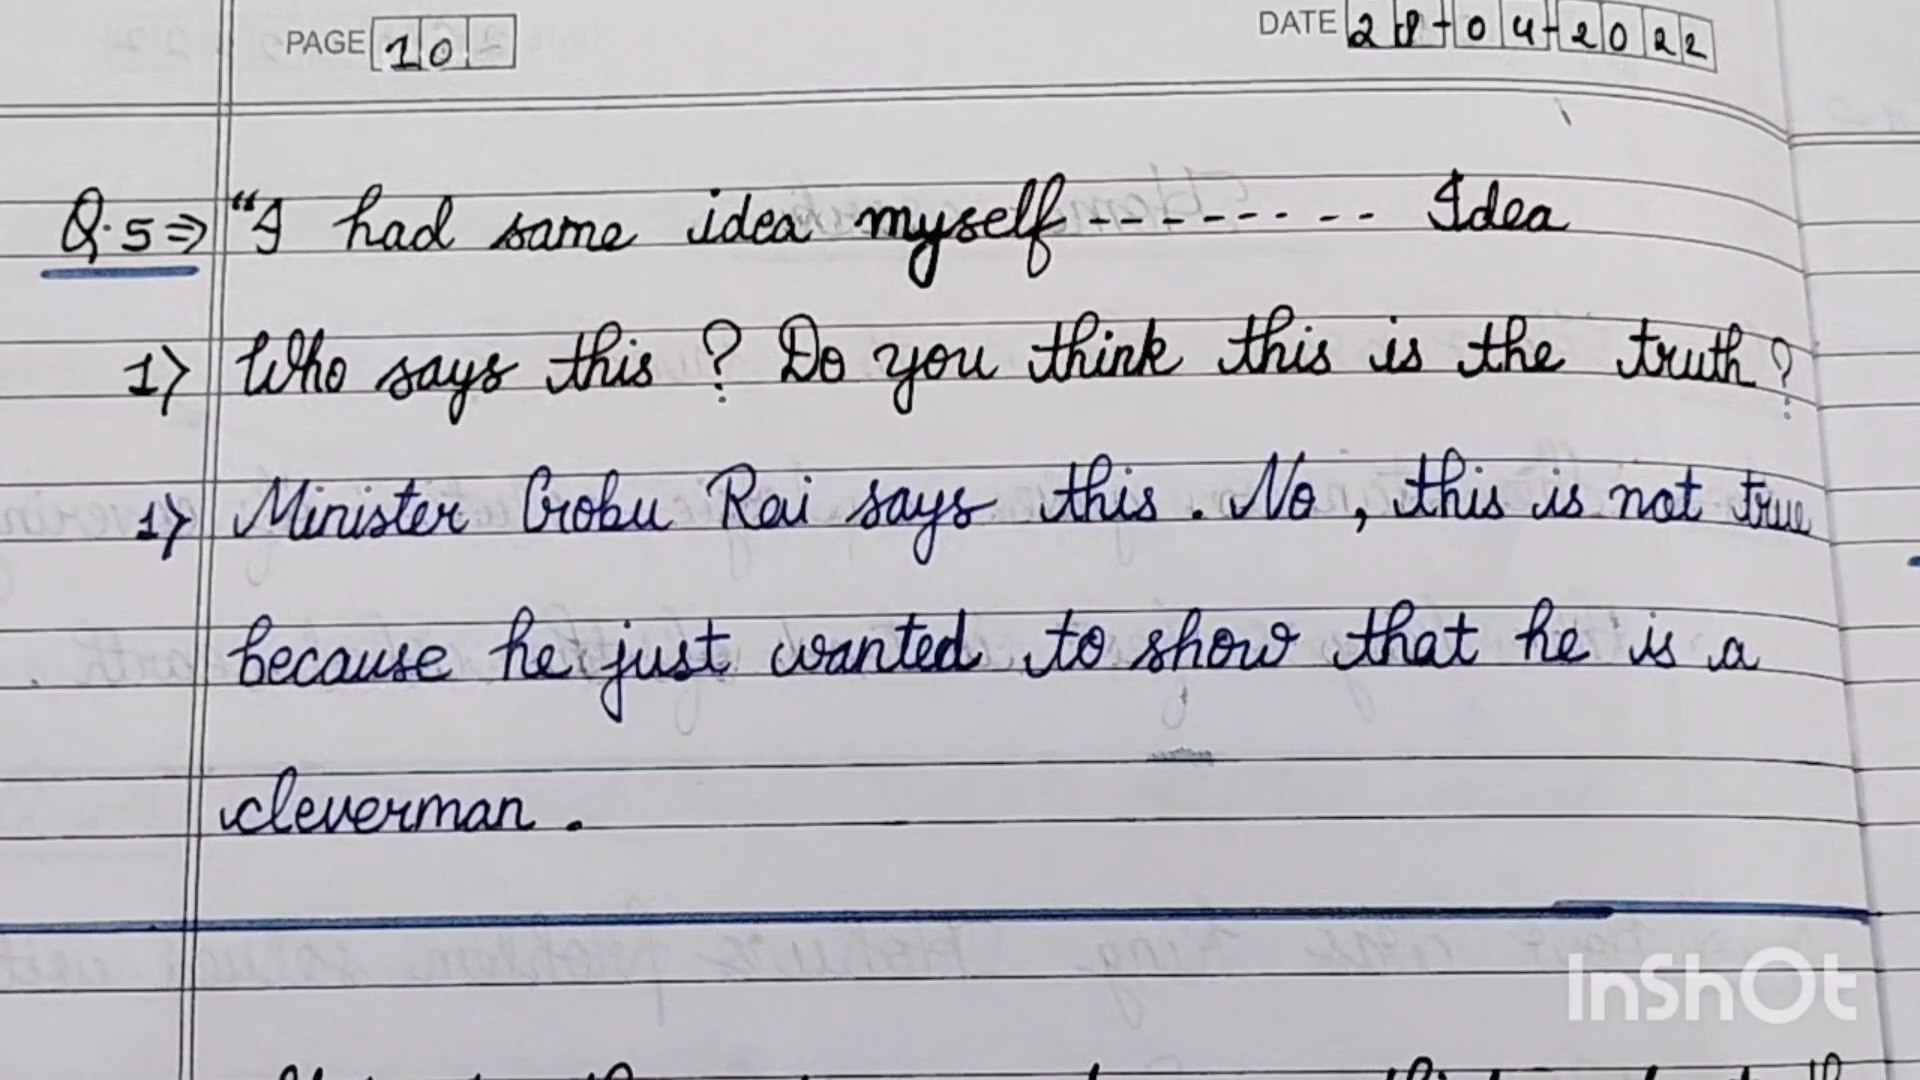 PAGE 10
DATE 28-04-2022
Q.5⇒ "I had same idea myself--------- Idea
1) Who says this? Do you think this is the truth?
1) Minister Gobu Rai says this. No, this is not true
because he just wanted to show that he is a
cleverman.
InShOt